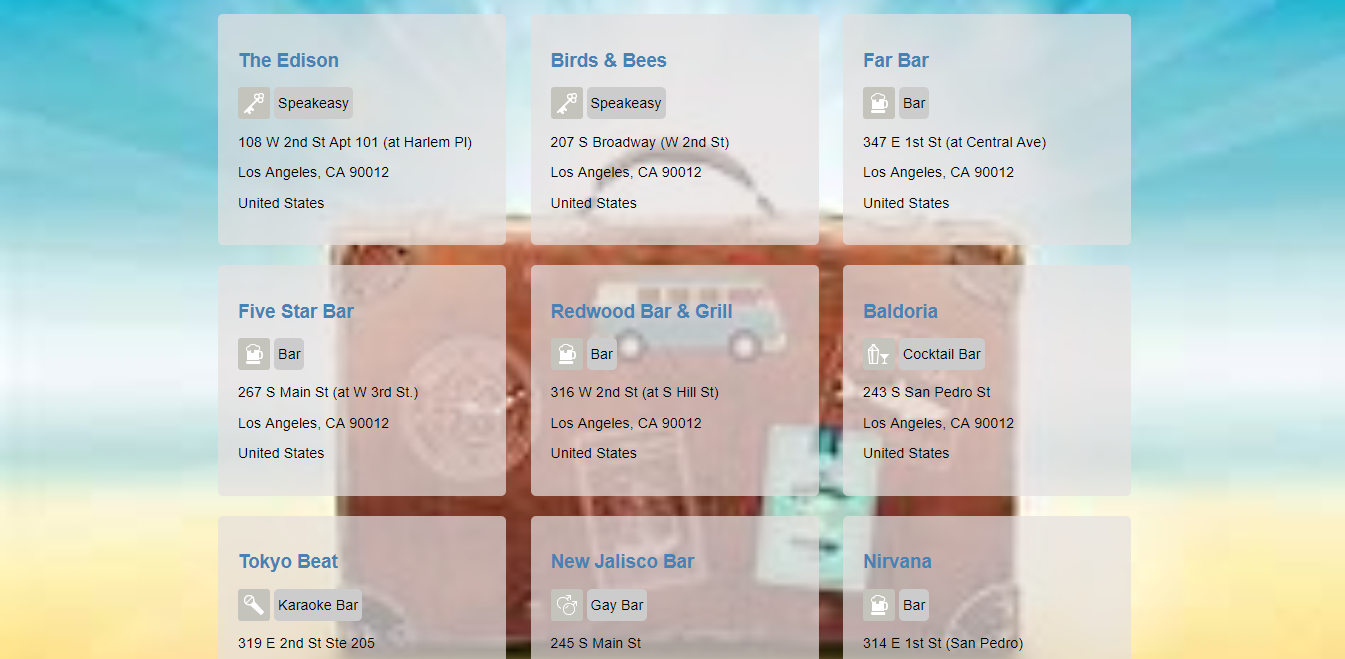 The Edison
Speakeasy
108 W 2nd St Apt 101 (at Harlem Pl)
Los Angeles, CA 90012
United States
Birds & Bees
Speakeasy
207 S Broadway (W 2nd St)
Los Angeles, CA 90012
United States
Far Bar
Bar
347 E 1st St (at Central Ave)
Los Angeles, CA 90012
United States
Five Star Bar
Bar
267 S Main St (at W 3rd St.)
Los Angeles, CA 90012
United States
Redwood Bar & Grill
Bar
316 W 2nd St (at S Hill St)
Los Angeles, CA 90012
United States
Baldoria
Cocktail Bar
243 S San Pedro St
Los Angeles, CA 90012
United States
Tokyo Beat
Karaoke Bar
319 E 2nd St Ste 205
New Jalisco Bar
Gay Bar
245 S Main St
Nirvana
Bar
314 E 1st St (San Pedro)